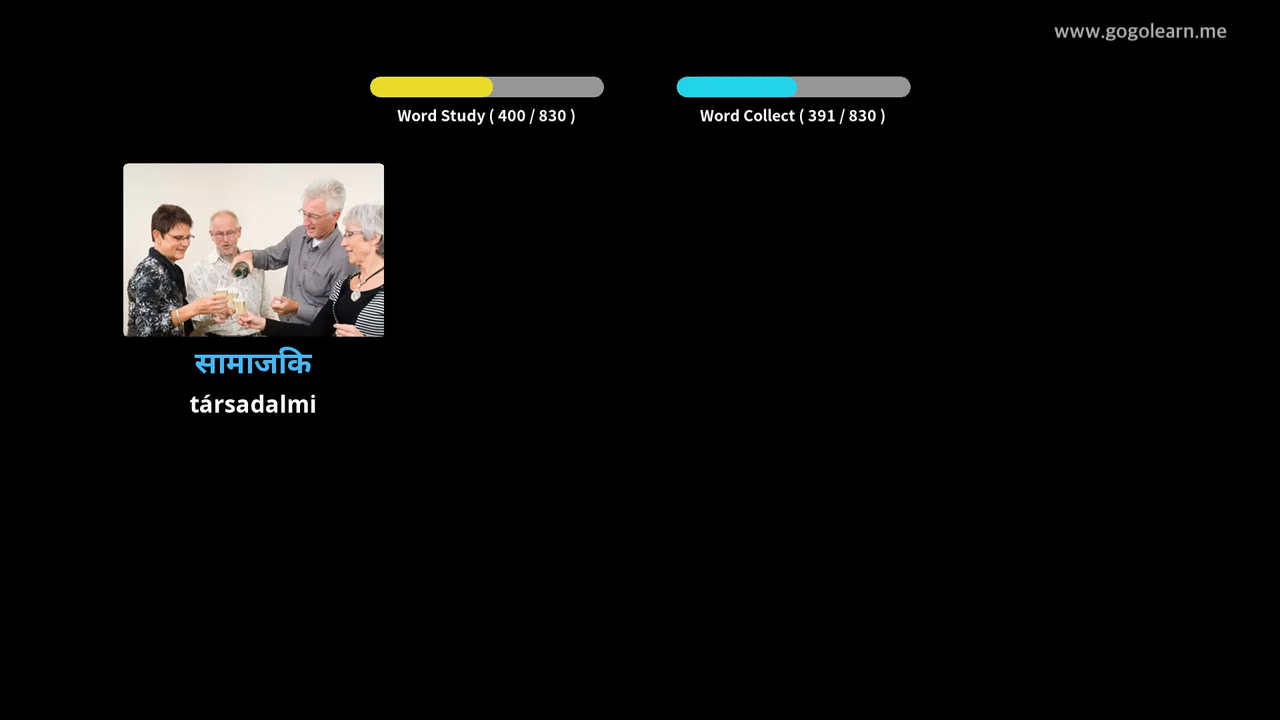 www.gogolearn.me
Word Study ( 400 / 830 )
Word Collect ( 391 / 830 )
सामाजकि
társadalmi